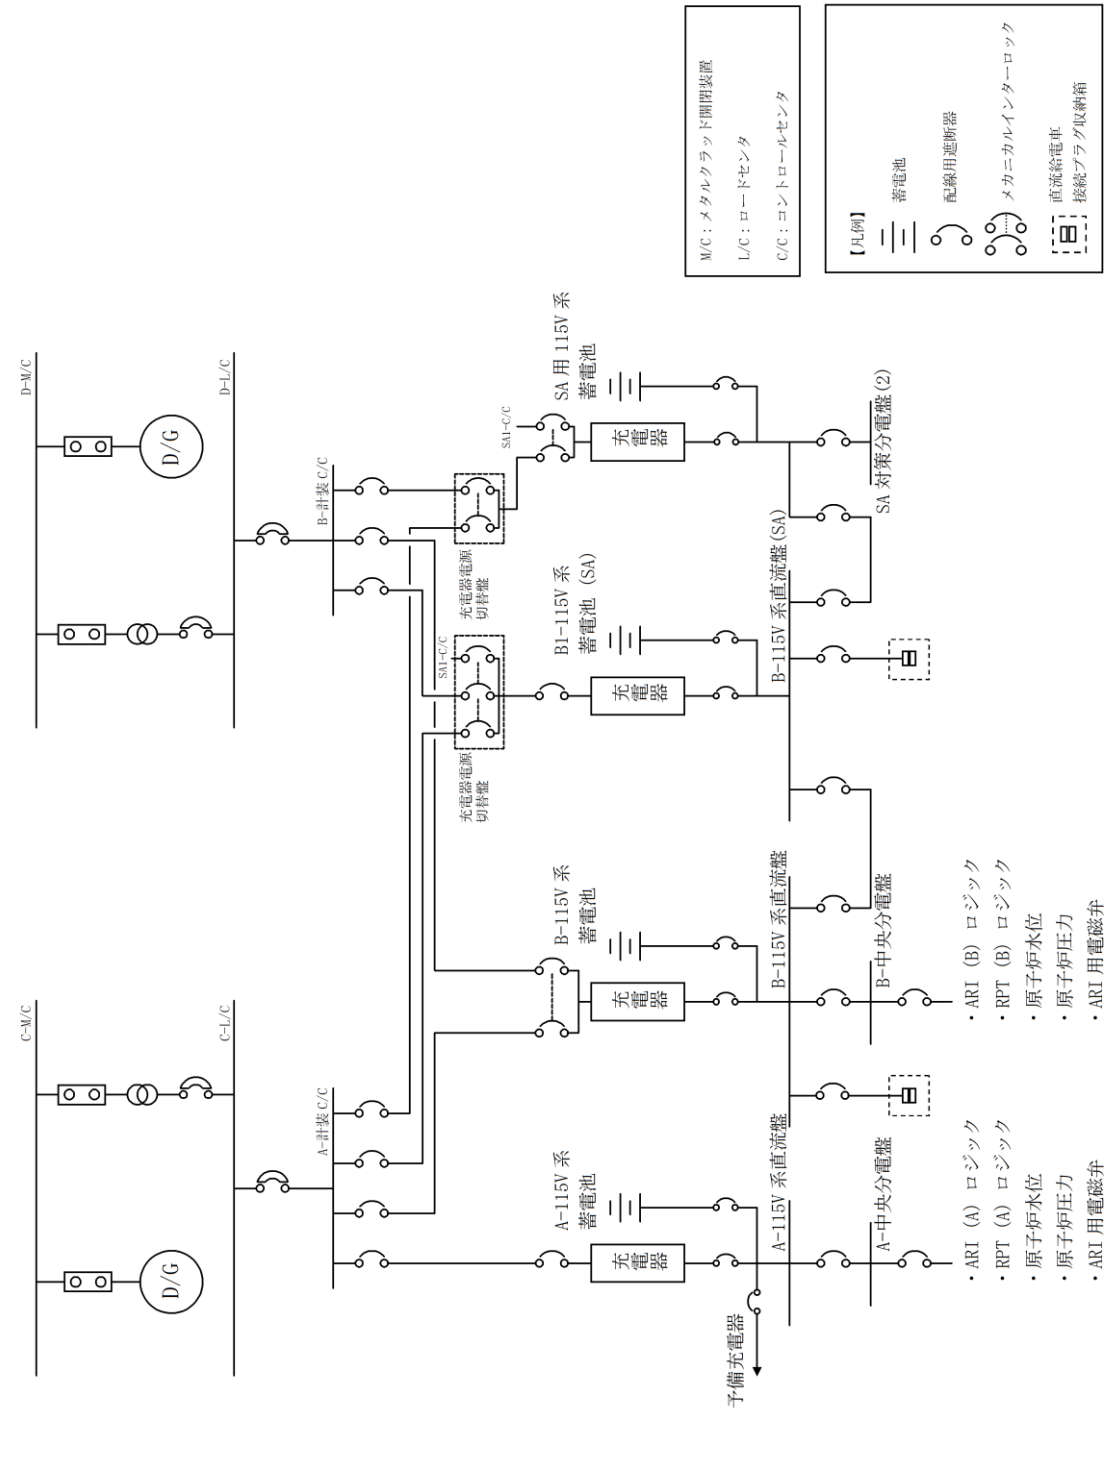 C-M/C
D-M/C
D/G
D/G
C-L/C
D-L/C
A-計装 C/C
B-計装 C/C
SA1-C/C
SA1-C/C
充電器電源
切替盤
充電器電源
切替盤
A-115V 系
蓄電池
B-115V 系
蓄電池
B1-115V 系
蓄電池 (SA)
SA 用 115V 系
蓄電池
充電器
充電器
充電器
充電器
予備充電器
A-115V 系直流盤
B-115V 系直流盤
B-115V 系直流盤(SA)
A-中央分電盤
B-中央分電盤
SA 対策分電盤(2)
・ARI (A) ロジック
・RPT (A) ロジック
・原子炉水位
・原子炉圧力
・ARI 用電磁弁
・ARI (B) ロジック
・RPT (B) ロジック
・原子炉水位
・原子炉圧力
・ARI 用電磁弁
M/C：メタルクラッド開閉装置
L/C：ロードセンタ
C/C：コントロールセンタ
【凡例】
蓄電池
配線用遮断器
メカニカルインターロック
直流給電車
接続プラグ収納箱